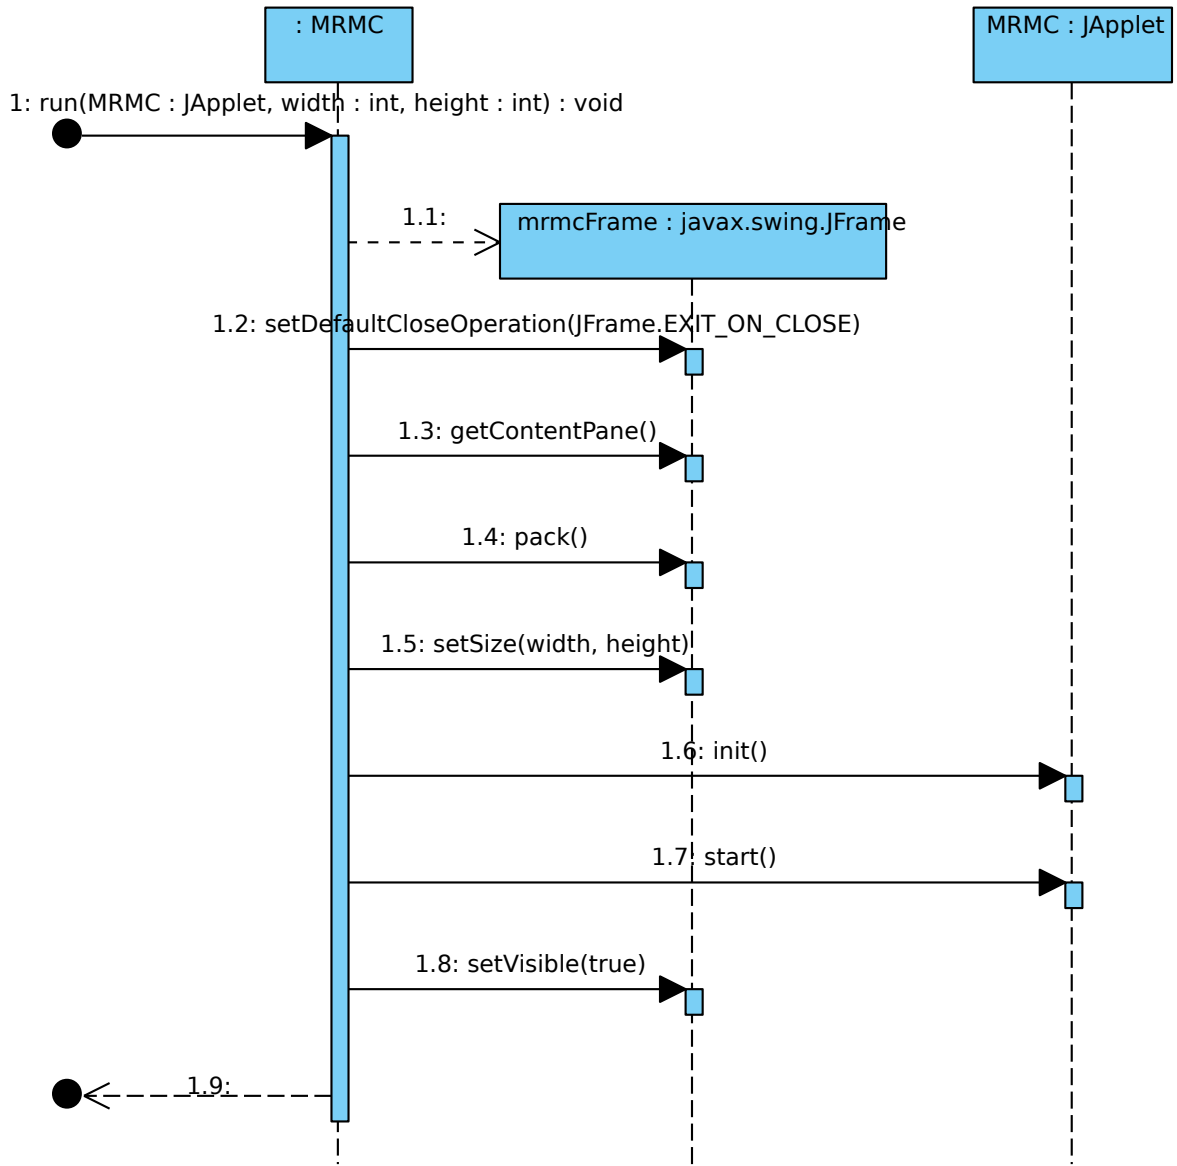 : MRMC
MRMC : JApplet
1: run(MRMC : JApplet, width : int, height : int) : void
1.1:
mrmcFrame : javax.swing.JFrame
1.2: setDefaultCloseOperation(JFrame.EXIT_ON_CLOSE)
1.3: getContentPane()
1.4: pack()
1.5: setSize(width, height)
1.6: init()
1.7: start()
1.8: setVisible(true)
1.9: